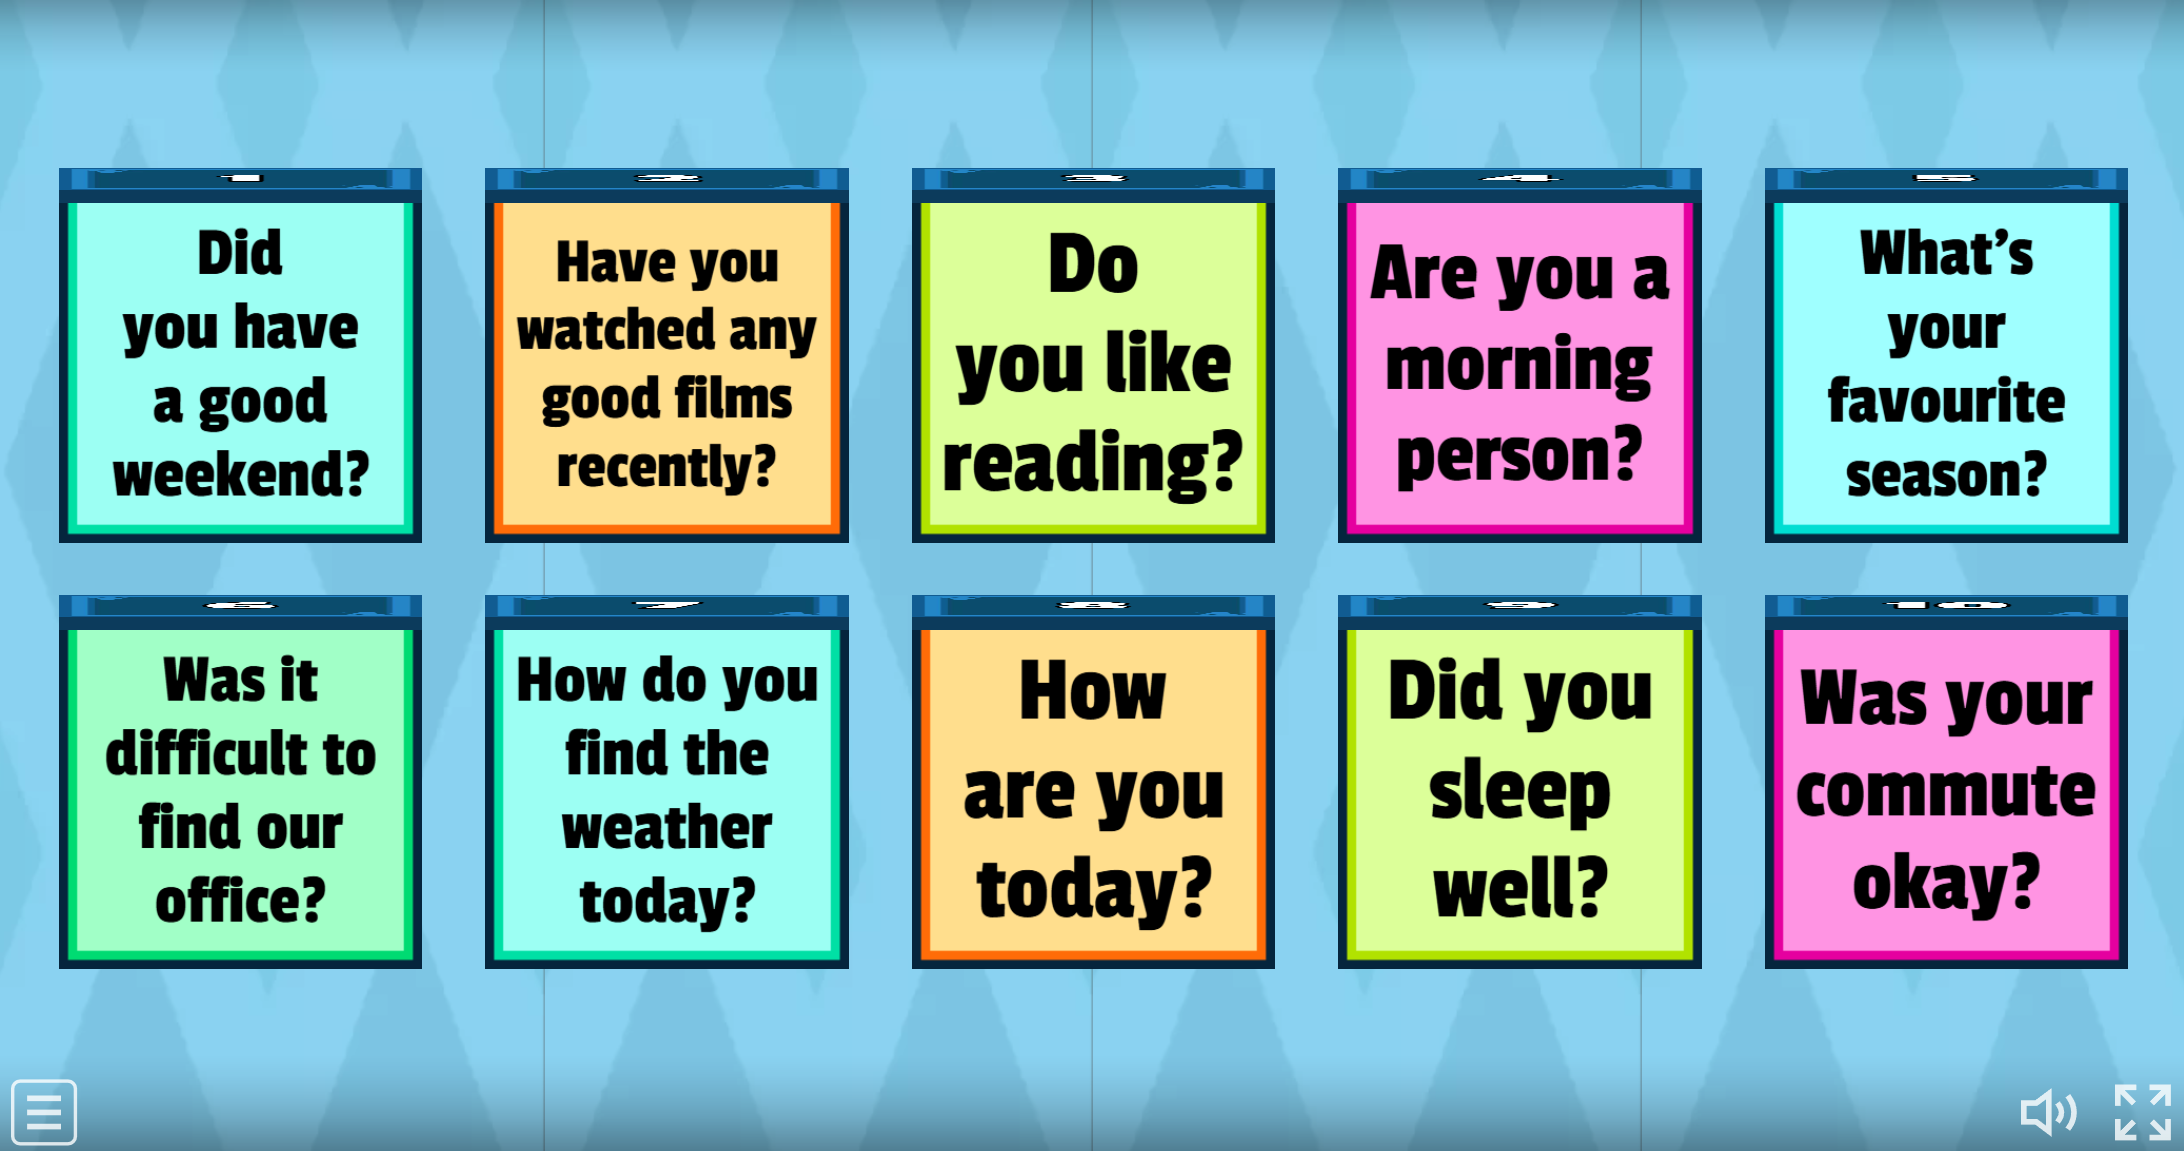 1
Did
you have
a good
weekend?
2
Have you
watched any
good films
recently?
3
Do
you like
reading?
4
Are you a
morning
person?
5
What's
your
favourite
season?
6
Was it
difficult to
find our
office?
7
How do you
find the
weather
today?
8
How
are you
today?
9
Did you
sleep
well?
10
Was your
commute
okay?